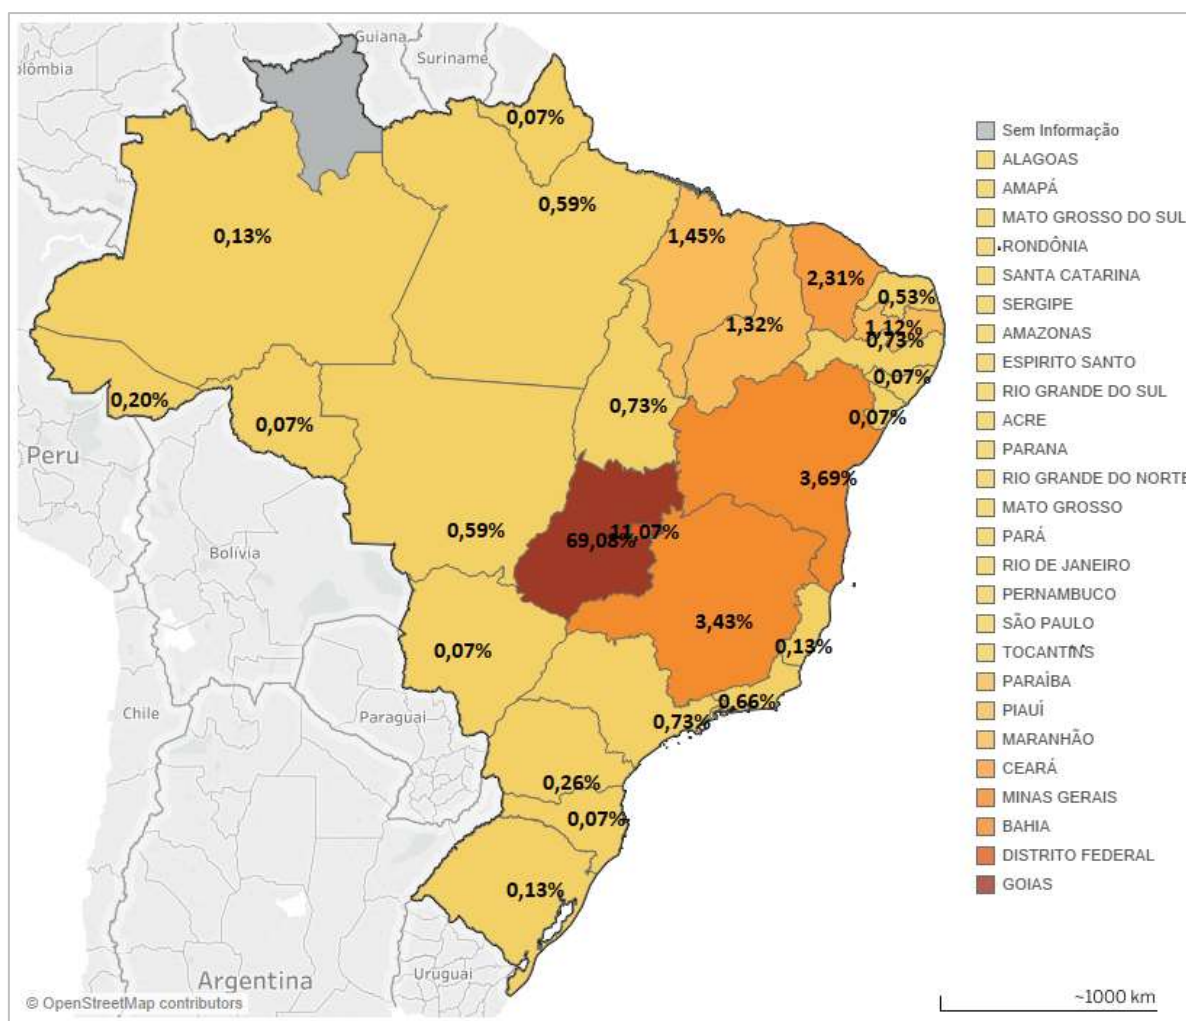 Guiana
Suriname
olômbia
0,07%
0,59%
0,13%
1,45%
2,31%
0,53%
1,12%
1,32%
0,73%
0,07%
0,20%
0,07%
0,73%
0,07%
3,69%
Peru
0,59%
11,07%
69,08%
Bolívia
3,43%
0,07%
0,13%
0,66%
0,73%
Chile
Paraguai
0,26%
0,07%
0,13%
Uruguai
Argentina
© OpenStreetMap contributors
~1000 km
Sem Informação
ALAGOAS
AMAPÁ
MATO GROSSO DO SUL
RONDÔNIA
SANTA CATARINA
SERGIPE
AMAZONAS
ESPIRITO SANTO
RIO GRANDE DO SUL
ACRE
PARANA
RIO GRANDE DO NORTE
MATO GROSSO
PARÁ
RIO DE JANEIRO
PERNAMBUCO
SÃO PAULO
TOCANTINS
PARAÍBA
PIAUÍ
MARANHÃO
CEARÁ
MINAS GERAIS
BAHIA
DISTRITO FEDERAL
GOIAS